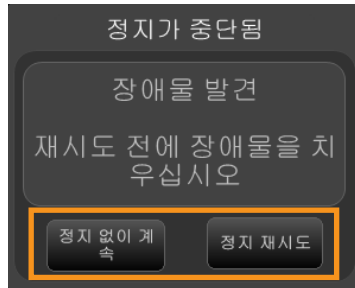 정지가 중단됨
장애물 발견
재시도 전에 장애물을 치
우십시오
정지 없이 계
속
정지 재시도